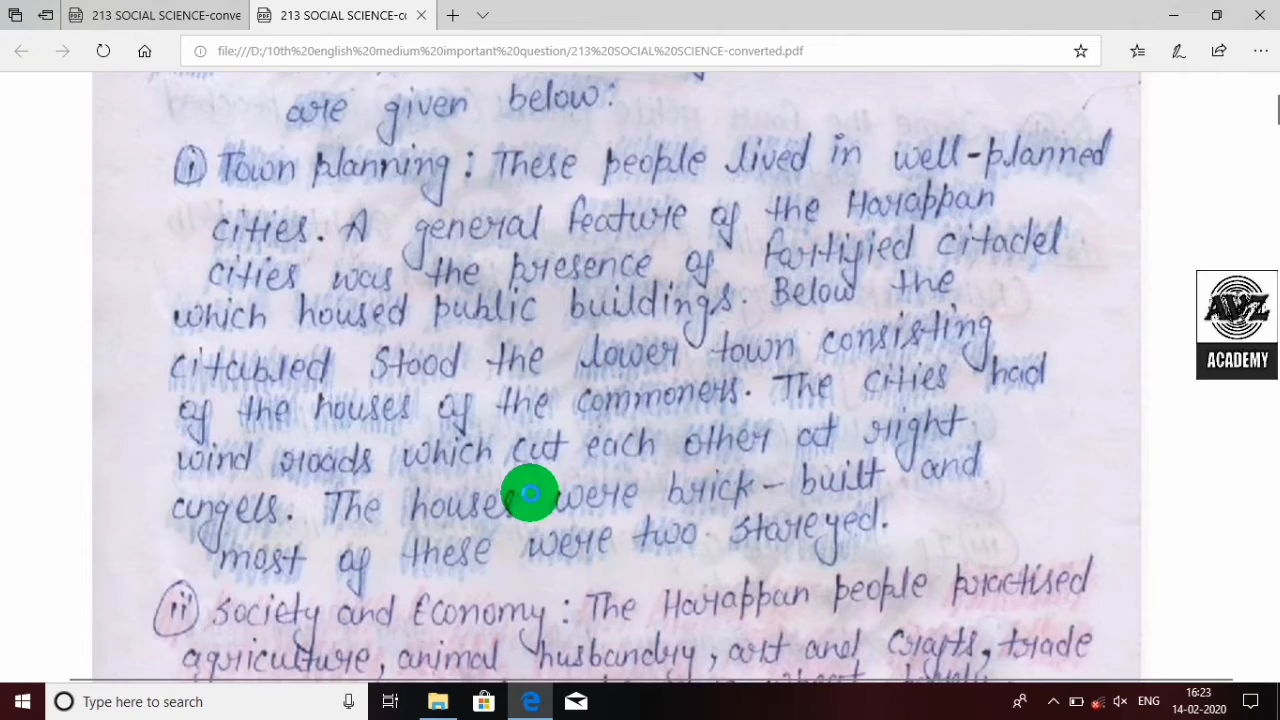 213 SOCIAL SCIENCE-conve
213 SOCIAL SCIENCE-cc
file:///D:/10th%20english%20medium%20important%20question/213%20SOCIAL%20SCIENCE-converted.pdf
are given below:
(i) Town planning : These people lived in well-planned
cities. A general feature of the Harappan
cities was the presence of fortified citadel
which housed public buildings. Below the
citabled stood the lower town consisting
of the houses of the commoners. The cities had
wind roads which cut each other at right
angels. The houses were brick-built and
most of these were two storeyed.
(ii) Society and Economy : The Harappan people practised
agriculture, animal husbandry, art and crafts, trade
AWZ
ACADEMY
Type here to search
ENG
16:23
14-02-2020